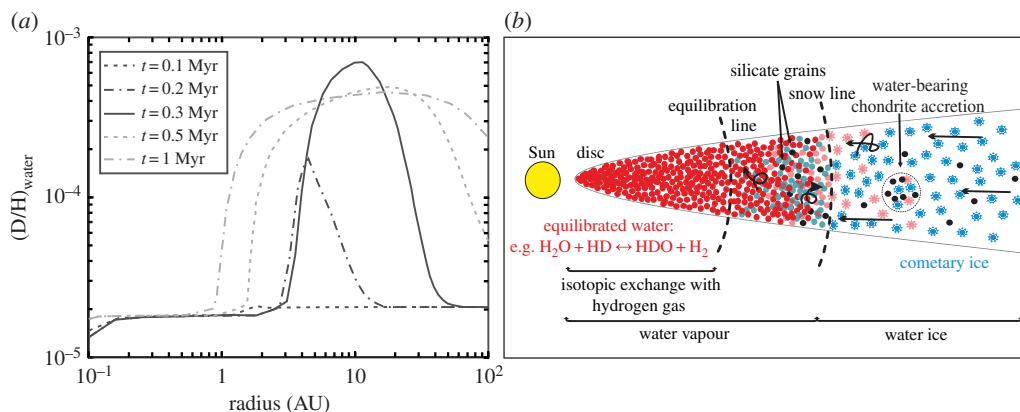 (a)
10⁻³
t = 0.1 Myr
t = 0.2 Myr
t = 0.3 Myr
t = 0.5 Myr
t = 1 Myr
(D/H)water
10⁻⁴
10⁻⁵
10⁻¹
1
10
10²
radius (AU)
(b)
silicate grains
snow line
water-bearing
chondrite accretion
equilibration
line
Sun
disc
equilibrated water:
e.g. H₂O + HD ↔ HDO + H₂
cometary ice
isotopic exchange with
hydrogen gas
water vapour
water ice